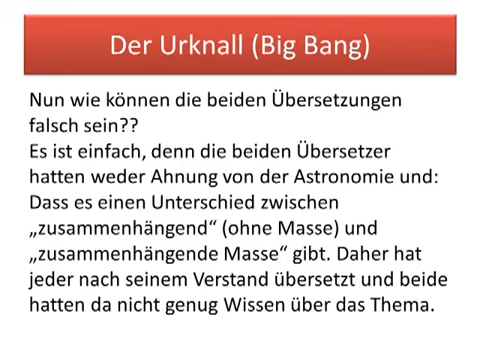 Der Urknall (Big Bang)
Nun wie können die beiden Übersetzungen
falsch sein??
Es ist einfach, denn die beiden Übersetzer
hatten weder Ahnung von der Astronomie und:
Dass es einen Unterschied zwischen
„zusammenhängend“ (ohne Masse) und
„zusammenhängende Masse“ gibt. Daher hat
jeder nach seinem Verstand übersetzt und beide
hatten da nicht genug Wissen über das Thema.